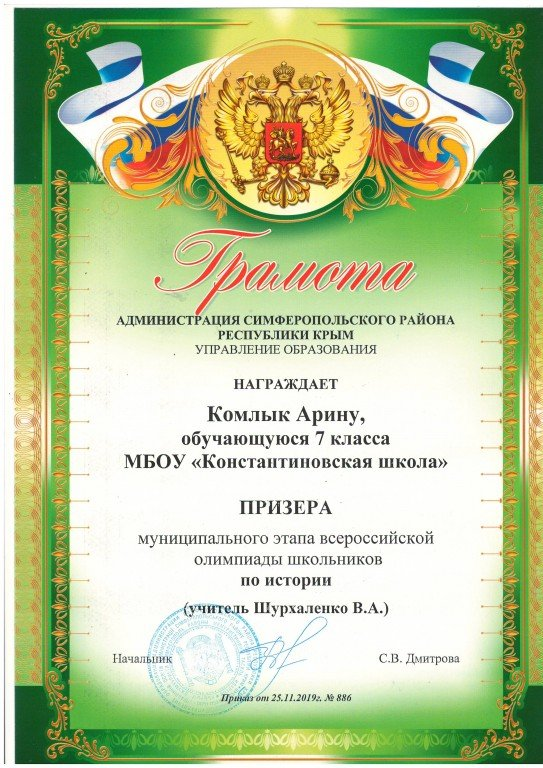 Грамота
АДМИНИСТРАЦИЯ СИМФЕРОПОЛЬСКОГО РАЙОНА
РЕСПУБЛИКИ КРЫМ
УПРАВЛЕНИЕ ОБРАЗОВАНИЯ
НАГРАЖДАЕТ
Комлык Арину,
обучающуюся 7 класса
МБОУ «Константиновская школа»
ПРИЗЕРА
муниципального этапа всероссийской
олимпиады школьников
по истории
(учитель Шурхаленко В.А.)
Начальник С.В. Дмитрова
Приказ от 25.11.2019г. № 886